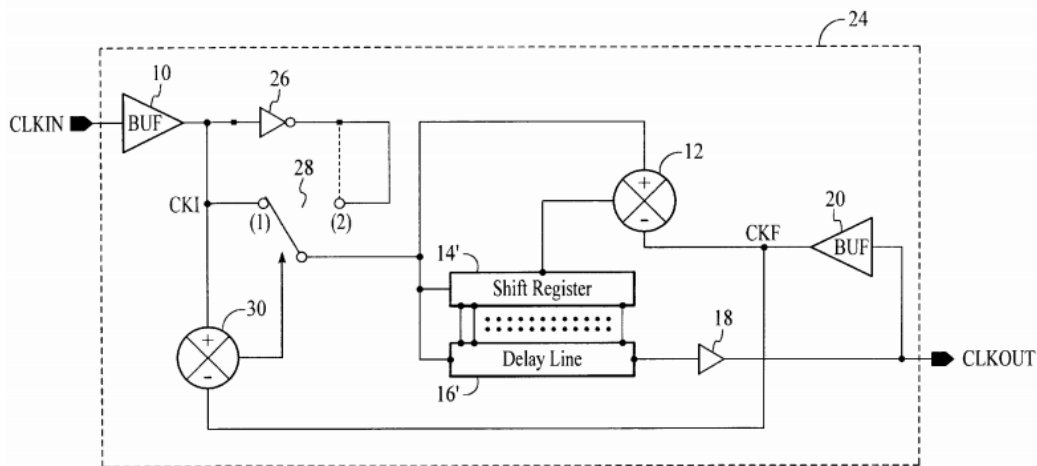 24
10
26
CLKIN
BUF
12
28
+
-
20
CKI
(1)
(2)
CKF
BUF
14'
Shift Register
30
+
-
18
Delay Line
CLKOUT
16'